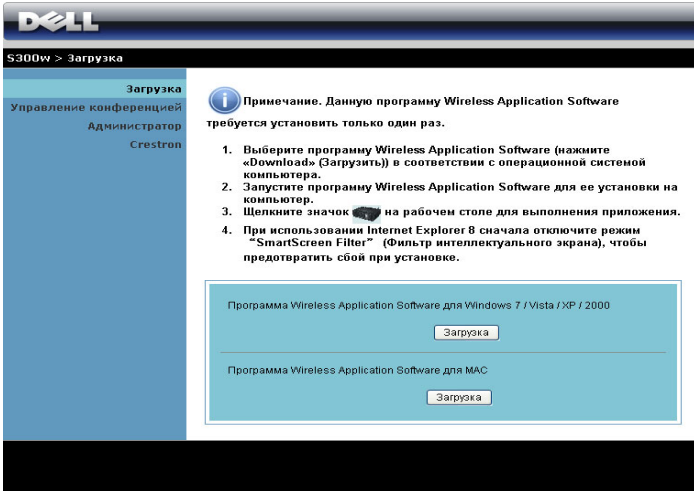 DELL
S300w > Загрузка
Загрузка
Управление конференцией
Администратор
Crestron
Примечание. Данную программу Wireless Application Software
требуется установить только один раз.
1. Выберите программу Wireless Application Software (нажмите
«Download» (Загрузить)) в соответствии с операционной системой
компьютера.
2. Запустите программу Wireless Application Software для ее установки на
компьютер.
3. Щелкните значок на рабочем столе для выполнения приложения.
4. При использовании Internet Explorer 8 сначала отключите режим
“SmartScreen Filter” (Фильтр интеллектуального экрана), чтобы
предотвратить сбой при установке.
Программа Wireless Application Software для Windows 7 / Vista / XP / 2000
Загрузка
Программа Wireless Application Software для MAC
Загрузка